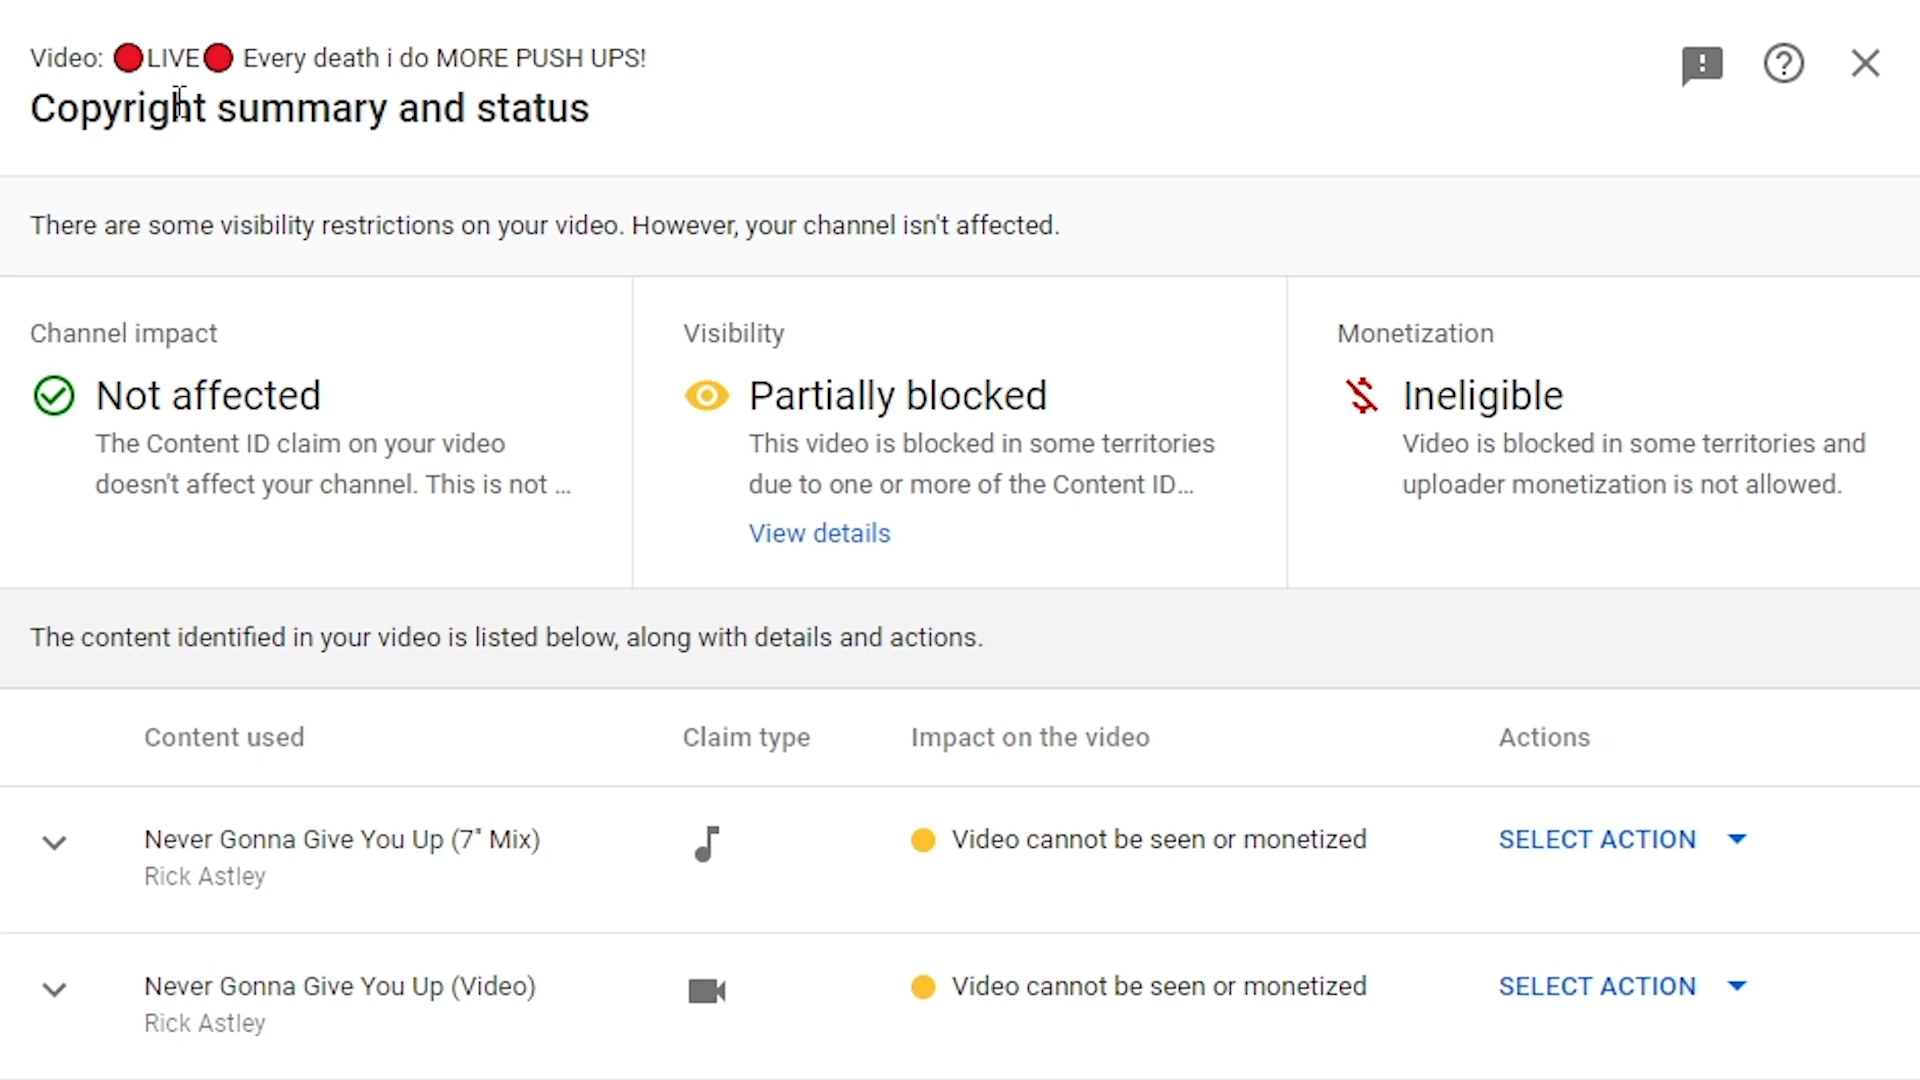 Video: 🔴LIVE🔴 Every death i do MORE PUSH UPS!
Copyright summary and status
There are some visibility restrictions on your video. However, your channel isn't affected.
Channel impact
Not affected
The Content ID claim on your video
doesn't affect your channel. This is not ...
Visibility
Partially blocked
This video is blocked in some territories
due to one or more of the Content ID...
View details
Monetization
Ineligible
Video is blocked in some territories and
uploader monetization is not allowed.
The content identified in your video is listed below, along with details and actions.
Content used Claim type Impact on the video Actions
Never Gonna Give You Up (7" Mix) Video cannot be seen or monetized SELECT ACTION
Rick Astley
Never Gonna Give You Up (Video) Video cannot be seen or monetized SELECT ACTION
Rick Astley